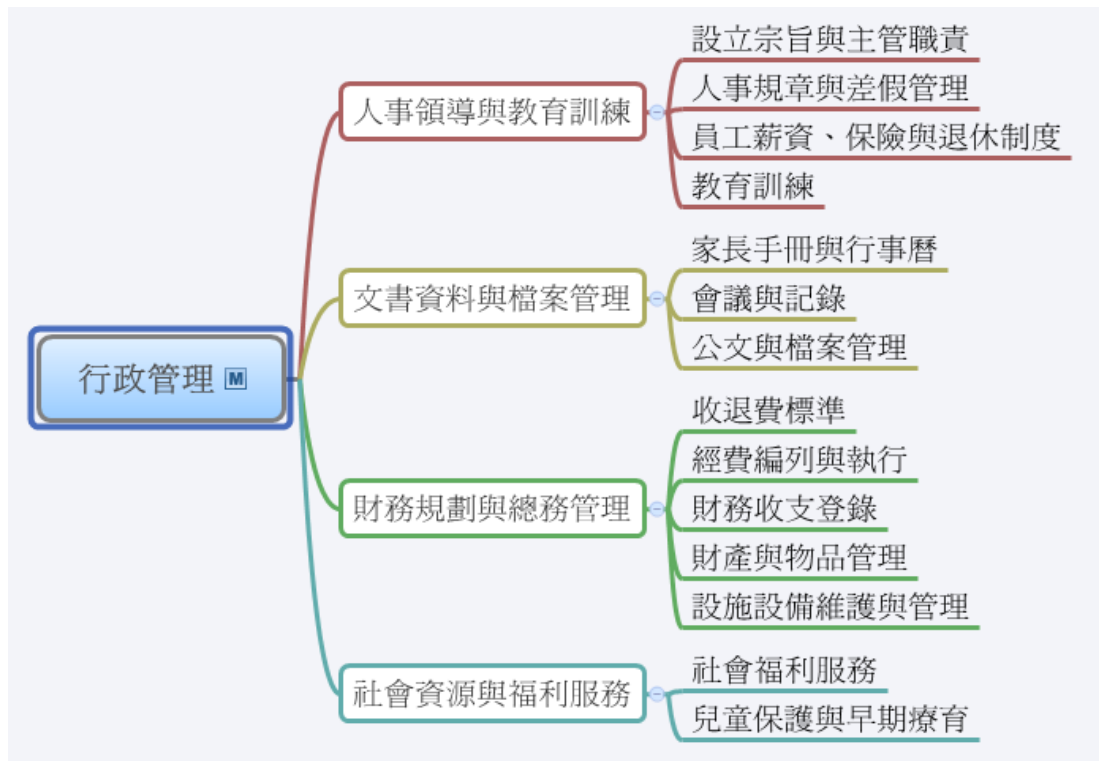 行政管理
人事領導與教育訓練
設立宗旨與主管職責
人事規章與差假管理
員工薪資、保險與退休制度
教育訓練
文書資料與檔案管理
家長手冊與行事曆
會議與記錄
公文與檔案管理
財務規劃與總務管理
收退費標準
經費編列與執行
財務收支登錄
財產與物品管理
設施設備維護與管理
社會資源與福利服務
社會福利服務
兒童保護與早期療育